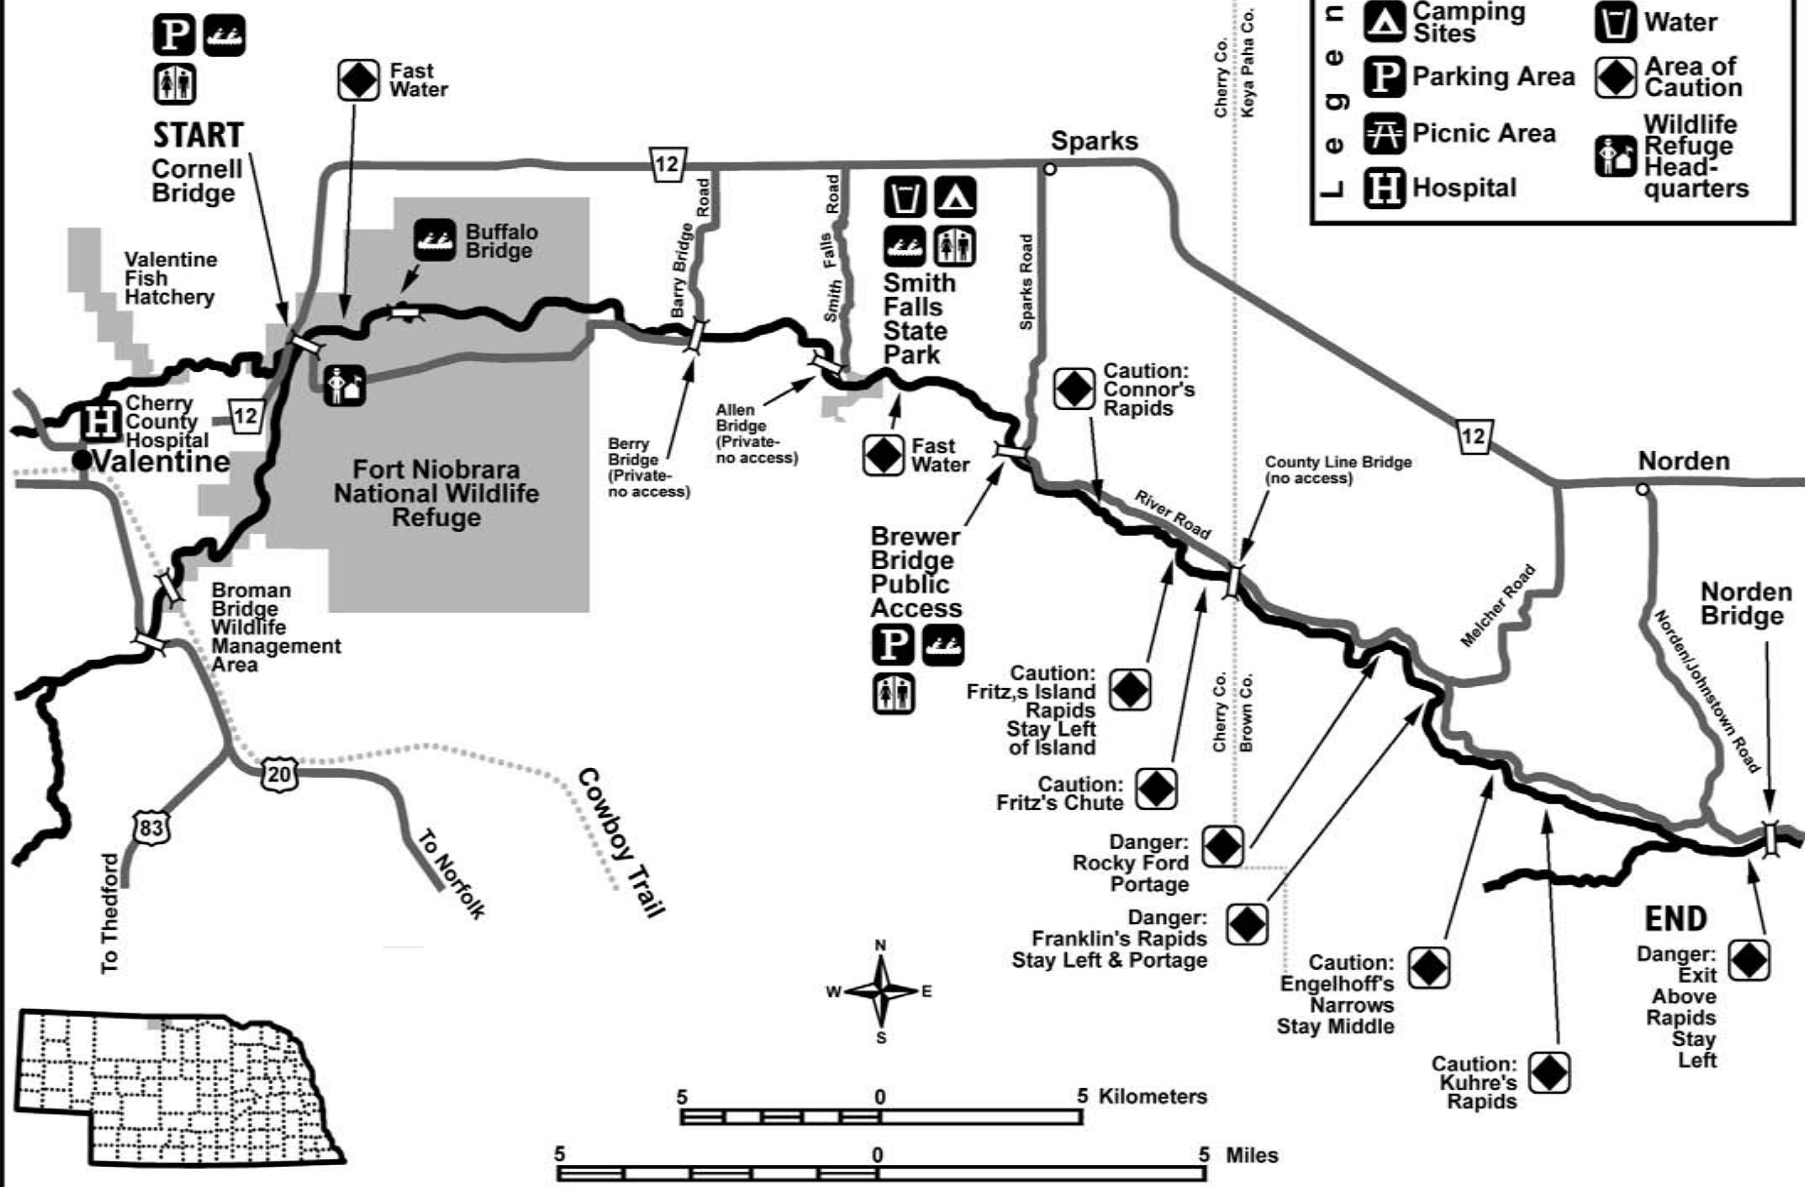 START
Cornell
Bridge
Fast
Water
Valentine
Fish
Hatchery
Buffalo
Bridge
12
Sparks
Barry Bridge Road
Smith Falls Road
Sparks Road
Cherry Co.
Keya Paha Co.
Legen
Camping
Sites
Parking Area
Picnic Area
Hospital
Water
Area of
Caution
Wildlife
Refuge
Head-
quarters
P
P
H
Smith
Falls
State
Park
H
Cherry
County
Hospital
12
Valentine
Fort Niobrara
National Wildlife
Refuge
Berry
Bridge
(Private-
no access)
Allen
Bridge
(Private-
no access)
Fast
Water
Caution:
Connor's
Rapids
River Road
County Line Bridge
(no access)
12
Norden
Melcher Road
Norden/Johnstown Road
Norden
Bridge
Brewer
Bridge
Public
Access
P
Broman
Bridge
Wildlife
Management
Area
Caution:
Fritz,s Island
Rapids
Stay Left
of Island
Cherry Co.
Brown Co.
Caution:
Fritz's Chute
20
83
To Thedford
To Norfolk
Cowboy Trail
Danger:
Rocky Ford
Portage
Danger:
Franklin's Rapids
Stay Left & Portage
Caution:
Engelhoff's
Narrows
Stay Middle
Caution:
Kuhre's
Rapids
END
Danger:
Exit
Above
Rapids
Stay
Left
N
W E
S
5 0 5 Kilometers
5 0 5 Miles